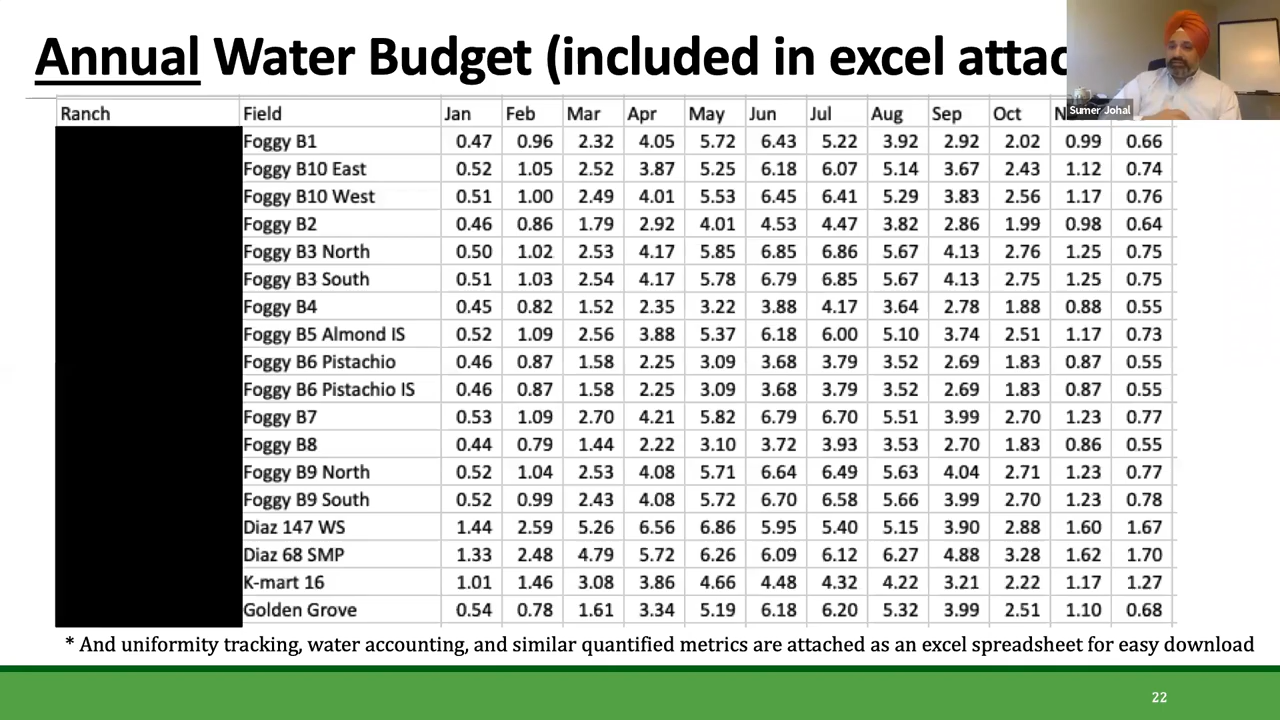 Annual Water Budget (included in excel attac
Sumer Johal
Ranch Field Jan Feb Mar Apr May Jun Jul Aug Sep Oct N
Foggy B1 0.47 0.96 2.32 4.05 5.72 6.43 5.22 3.92 2.92 2.02 0.99 0.66
Foggy B10 East 0.52 1.05 2.52 3.87 5.25 6.18 6.07 5.14 3.67 2.43 1.12 0.74
Foggy B10 West 0.51 1.00 2.49 4.01 5.53 6.45 6.41 5.29 3.83 2.56 1.17 0.76
Foggy B2 0.46 0.86 1.79 2.92 4.01 4.53 4.47 3.82 2.86 1.99 0.98 0.64
Foggy B3 North 0.50 1.02 2.53 4.17 5.85 6.85 6.86 5.67 4.13 2.76 1.25 0.75
Foggy B3 South 0.51 1.03 2.54 4.17 5.78 6.79 6.85 5.67 4.13 2.75 1.25 0.75
Foggy B4 0.45 0.82 1.52 2.35 3.22 3.88 4.17 3.64 2.78 1.88 0.88 0.55
Foggy B5 Almond IS 0.52 1.09 2.56 3.88 5.37 6.18 6.00 5.10 3.74 2.51 1.17 0.73
Foggy B6 Pistachio 0.46 0.87 1.58 2.25 3.09 3.68 3.79 3.52 2.69 1.83 0.87 0.55
Foggy B6 Pistachio IS 0.46 0.87 1.58 2.25 3.09 3.68 3.79 3.52 2.69 1.83 0.87 0.55
Foggy B7 0.53 1.09 2.70 4.21 5.82 6.79 6.70 5.51 3.99 2.70 1.23 0.77
Foggy B8 0.44 0.79 1.44 2.22 3.10 3.72 3.93 3.53 2.70 1.83 0.86 0.55
Foggy B9 North 0.52 1.04 2.53 4.08 5.71 6.64 6.49 5.63 4.04 2.71 1.23 0.77
Foggy B9 South 0.52 0.99 2.43 4.08 5.72 6.70 6.58 5.66 3.99 2.70 1.23 0.78
Diaz 147 WS 1.44 2.59 5.26 6.56 6.86 5.95 5.40 5.15 3.90 2.88 1.60 1.67
Diaz 68 SMP 1.33 2.48 4.79 5.72 6.26 6.09 6.12 6.27 4.88 3.28 1.62 1.70
K-mart 16 1.01 1.46 3.08 3.86 4.66 4.48 4.32 4.22 3.21 2.22 1.17 1.27
Golden Grove 0.54 0.78 1.61 3.34 5.19 6.18 6.20 5.32 3.99 2.51 1.10 0.68
* And uniformity tracking, water accounting, and similar quantified metrics are attached as an excel spreadsheet for easy download
22